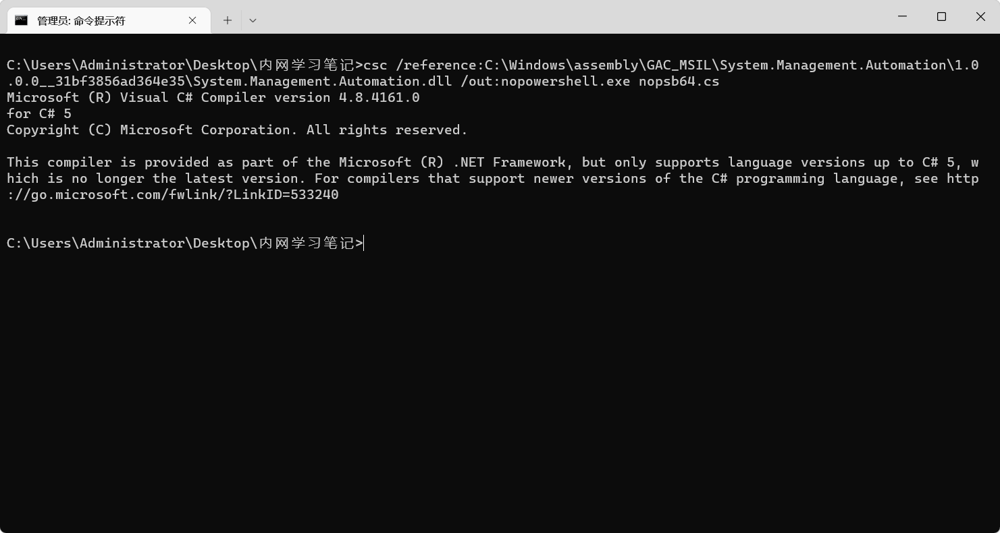 管理员: 命令提示符
C:\Users\Administrator\Desktop\内网学习笔记>csc /reference:C:\Windows\assembly\GAC_MSIL\System.Management.Automation\1.0
.0.0__31bf3856ad364e35\System.Management.Automation.dll /out:nopowershell.exe nopsb64.cs
Microsoft (R) Visual C# Compiler version 4.8.4161.0
for C# 5
Copyright (C) Microsoft Corporation. All rights reserved.
This compiler is provided as part of the Microsoft (R) .NET Framework, but only supports language versions up to C# 5, w
hich is no longer the latest version. For compilers that support newer versions of the C# programming language, see http
://go.microsoft.com/fwlink/?LinkID=533240
C:\Users\Administrator\Desktop\内网学习笔记>